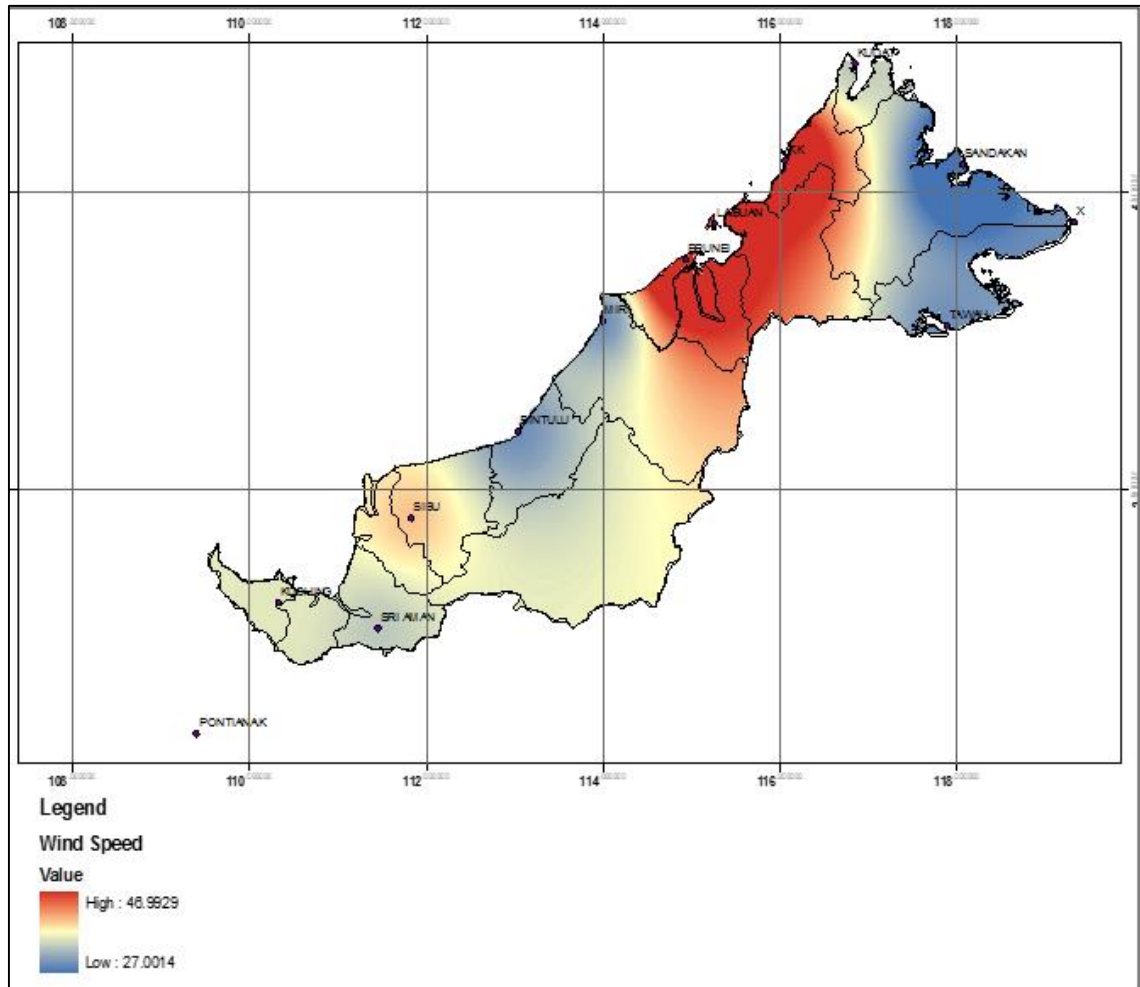 108 110 112 114 116 118
KUDAT
KK
SANDAKAN
LABUAN
X
BRUNEI
MIRI
TAWAU
BINTULU
SIBU
KUCHING
SRI AMAN
PONTIANAK
108 110 112 114 116 118
Legend
Wind Speed
Value
High : 46.9929
Low : 27.0014